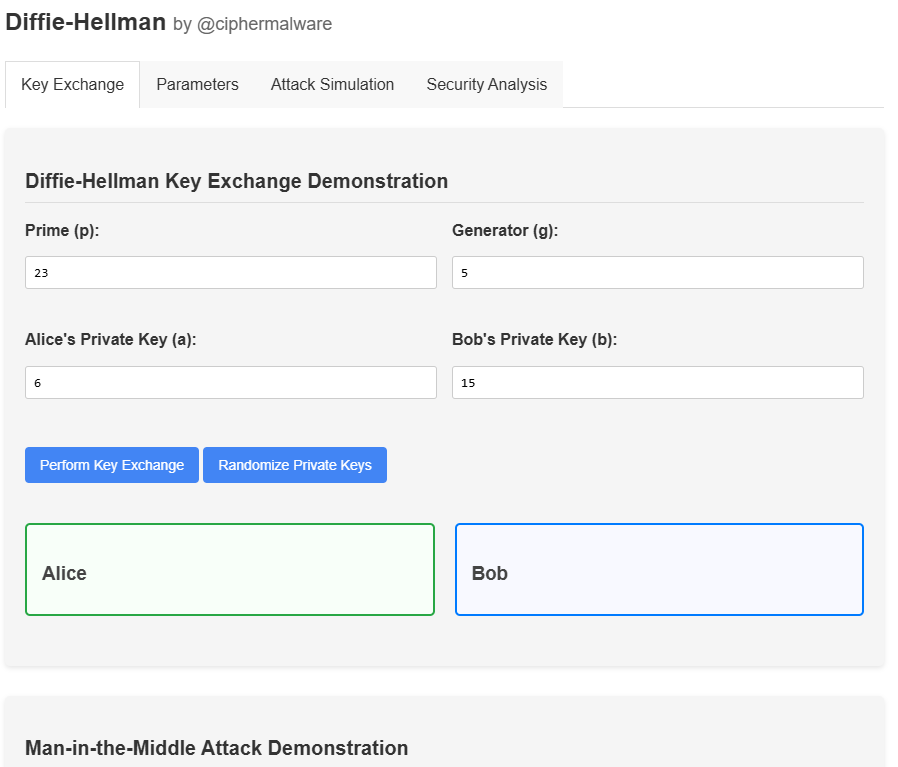 Diffie-Hellman by @ciphermalware
Key Exchange Parameters Attack Simulation Security Analysis
Diffie-Hellman Key Exchange Demonstration
Prime (p): Generator (g):
23 5
Alice's Private Key (a): Bob's Private Key (b):
6 15
Perform Key Exchange Randomize Private Keys
Alice Bob
Man-in-the-Middle Attack Demonstration